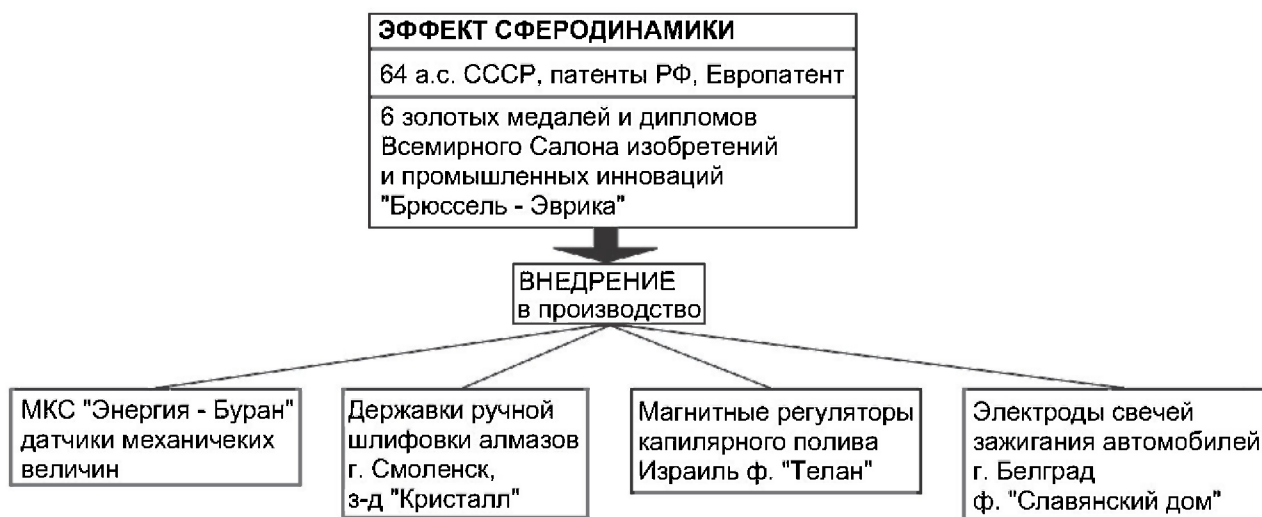 ЭФФЕКТ СФЕРОДИНАМИКИ
64 а.с. СССР, патенты РФ, Европатент
6 золотых медалей и дипломов
Всемирного Салона изобретений
и промышленных инноваций
"Брюссель - Эврика"
ВНЕДРЕНИЕ
в производство
МКС "Энергия - Буран"
датчики механичеких
величин
Державки ручной
шлифовки алмазов
г. Смоленск,
з-д "Кристалл"
Магнитные регуляторы
капилярного полива
Израиль ф. "Телан"
Электроды свечей
зажигания автомобилей
г. Белград
ф. "Славянский дом"